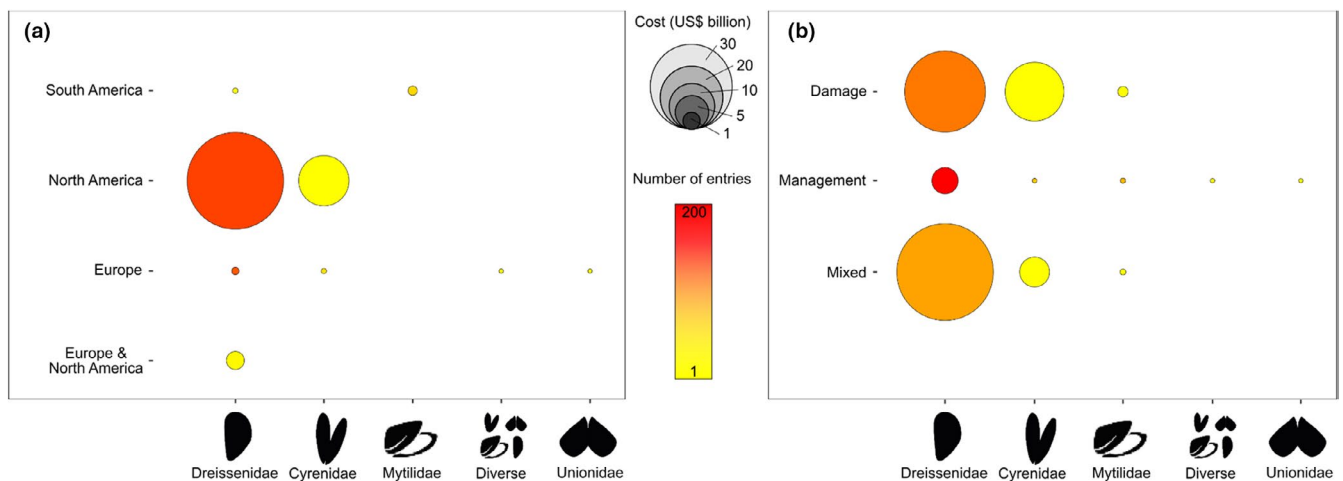 (a)
South America
North America
Europe
Europe &
North America
Dreissenidae
Cyrenidae
Mytilidae
Diverse
Unionidae
Cost (US$ billion)
30
20
10
5
1
Number of entries
200
1
(b)
Damage
Management
Mixed
Dreissenidae
Cyrenidae
Mytilidae
Diverse
Unionidae